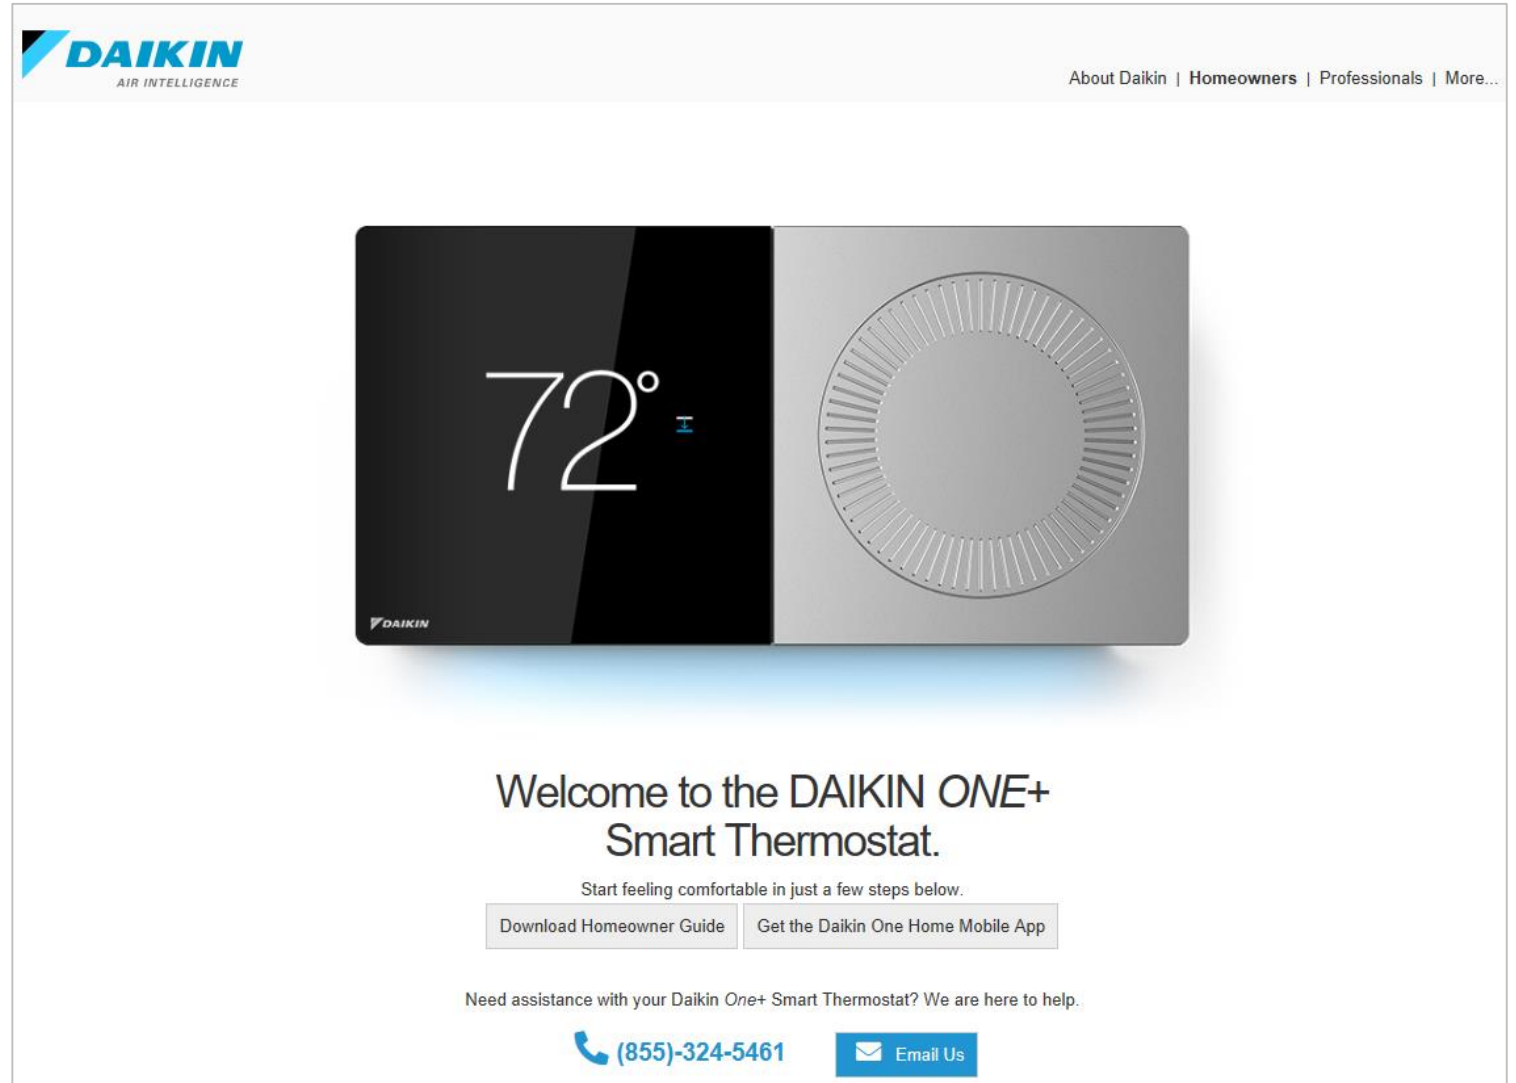 DAIKIN
AIR INTELLIGENCE
About Daikin | Homeowners | Professionals | More...
72°
DAIKIN
Welcome to the DAIKIN ONE+
Smart Thermostat.
Start feeling comfortable in just a few steps below.
Download Homeowner Guide
Get the Daikin One Home Mobile App
Need assistance with your Daikin One+ Smart Thermostat? We are here to help.
(855)-324-5461
Email Us